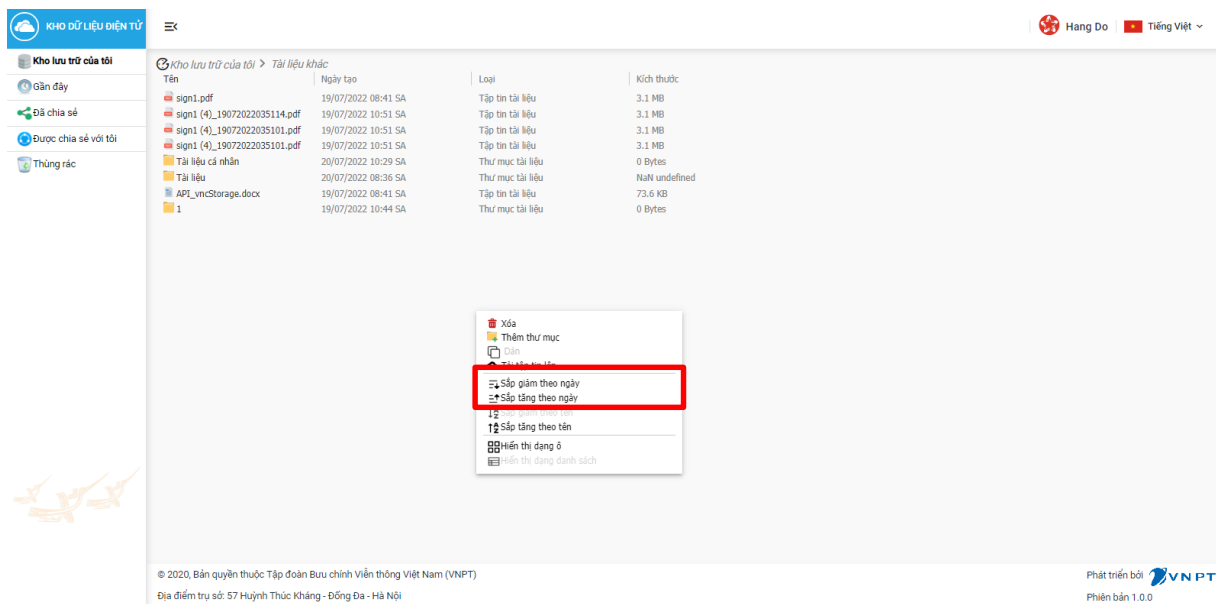 KHO DỮ LIỆU ĐIỆN TỬ
Hang Do
Tiếng Việt
Kho lưu trữ của tôi
Gần đây
Đã chia sẻ
Được chia sẻ với tôi
Thùng rác
Kho lưu trữ của tôi > Tài liệu khác
Tên Ngày tạo Loại Kích thước
sign1.pdf 19/07/2022 08:41 SA Tập tin tài liệu 3.1 MB
sign1 (4)_19072022035114.pdf 19/07/2022 10:51 SA Tập tin tài liệu 3.1 MB
sign1 (4)_19072022035101.pdf 19/07/2022 10:51 SA Tập tin tài liệu 3.1 MB
sign1 (4)_19072022035101.pdf 19/07/2022 10:51 SA Tập tin tài liệu 3.1 MB
Tài liệu cá nhân 20/07/2022 10:29 SA Thư mục tài liệu 0 Bytes
Tài liệu 20/07/2022 08:36 SA Thư mục tài liệu NaN undefined
API_vncStorage.docx 19/07/2022 08:41 SA Tập tin tài liệu 73.6 KB
1 19/07/2022 10:44 SA Thư mục tài liệu 0 Bytes
Xóa
Thêm thư mục
Dán
Tải tập tin lên
Sắp giảm theo ngày
Sắp tăng theo ngày
Sắp giảm theo tên
Sắp tăng theo tên
Hiển thị dạng ô
Hiển thị dạng danh sách
© 2020, Bản quyền thuộc Tập đoàn Bưu chính Viễn thông Việt Nam (VNPT)
Địa điểm trụ sở: 57 Huỳnh Thúc Kháng - Đống Đa - Hà Nội
Phát triển bởi VNPT
Phiên bản 1.0.0